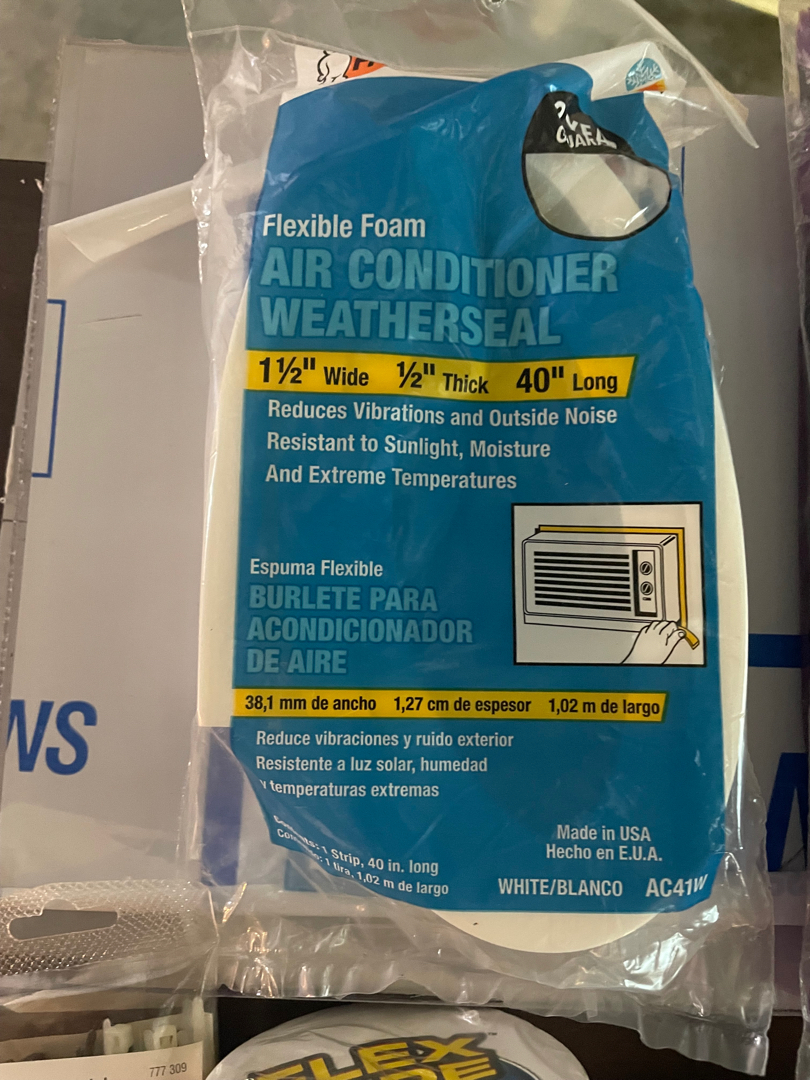 Flexible Foam
AIR CONDITIONER
WEATHERSEAL
1½" Wide ½" Thick 40" Long
Reduces Vibrations and Outside Noise
Resistant to Sunlight, Moisture
And Extreme Temperatures
Espuma Flexible
BURLETE PARA
ACONDICIONADOR
DE AIRE
38,1 mm de ancho 1,27 cm de espesor 1,02 m de largo
Reduce vibraciones y ruido exterior
Resistente a luz solar, humedad
y temperaturas extremas
1 Strip, 40 in. long
1 tira, 1,02 m de largo
Made in USA
Hecho en E.U.A.
WHITE/BLANCO AC41W
WS
777 309
FLEX